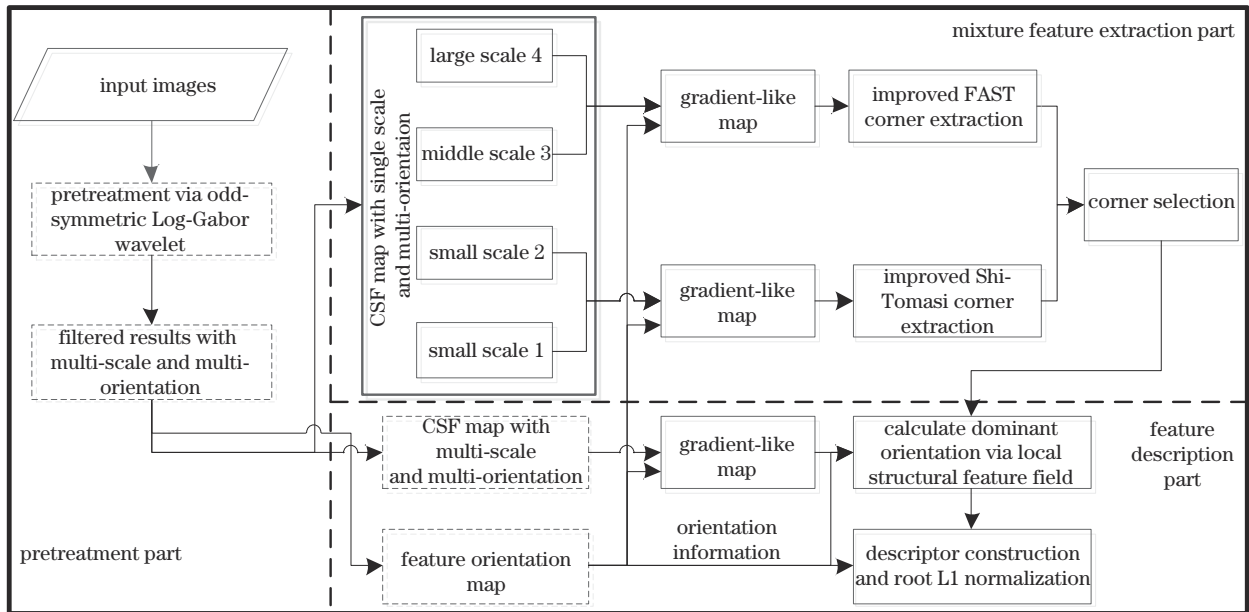 input images
pretreatment via odd-
symmetric Log-Gabor
wavelet
filtered results with
multi-scale and multi-
orientation
pretreatment part
CSF map with single scale
and multi-orientaion
large scale 4
middle scale 3
small scale 2
small scale 1
mixture feature extraction part
gradient-like
map
improved FAST
corner extraction
gradient-like
map
improved Shi-
Tomasi corner
extraction
corner selection
CSF map with
multi-scale
and multi-orientation
gradient-like
map
calculate dominant
orientation via local
structural feature field
feature
description
part
feature orientation
map
orientation
information
descriptor construction
and root L1 normalization